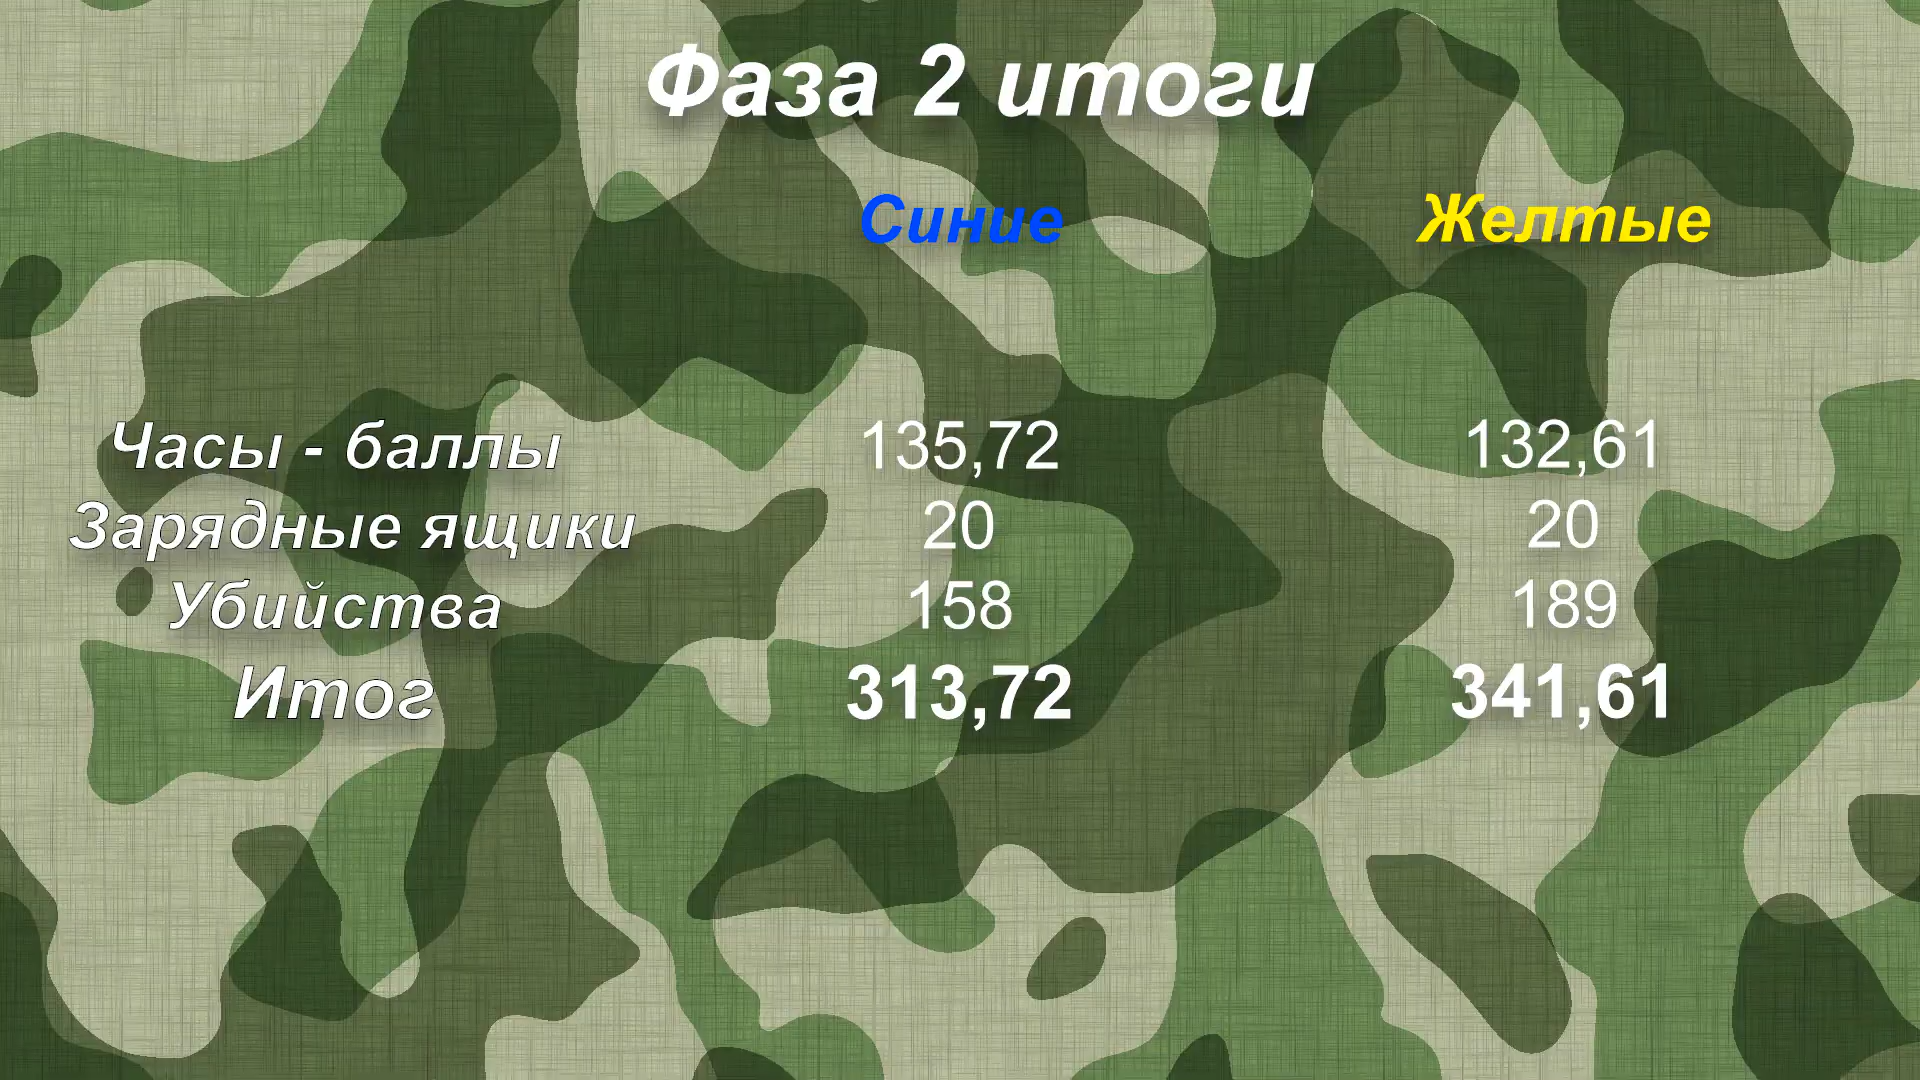 Фаза 2 итоги
Синие Желтые
Часы - баллы 135,72 132,61
Зарядные ящики 20 20
Убийства 158 189
Итог 313,72 341,61